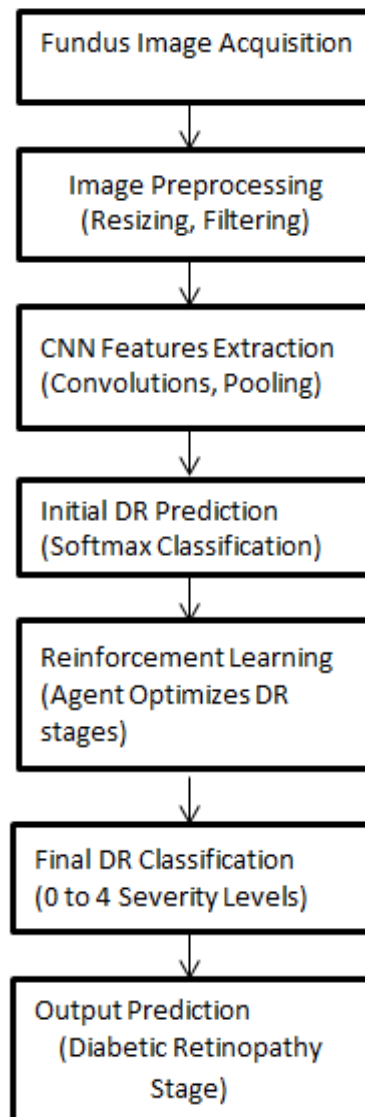 Fundus Image Acquisition
Image Preprocessing
(Resizing, Filtering)
CNN Features Extraction
(Convolutions, Pooling)
Initial DR Prediction
(Softmax Classification)
Reinforcement Learning
(Agent Optimizes DR
stages)
Final DR Classification
(0 to 4 Severity Levels)
Output Prediction
(Diabetic Retinopathy
Stage)